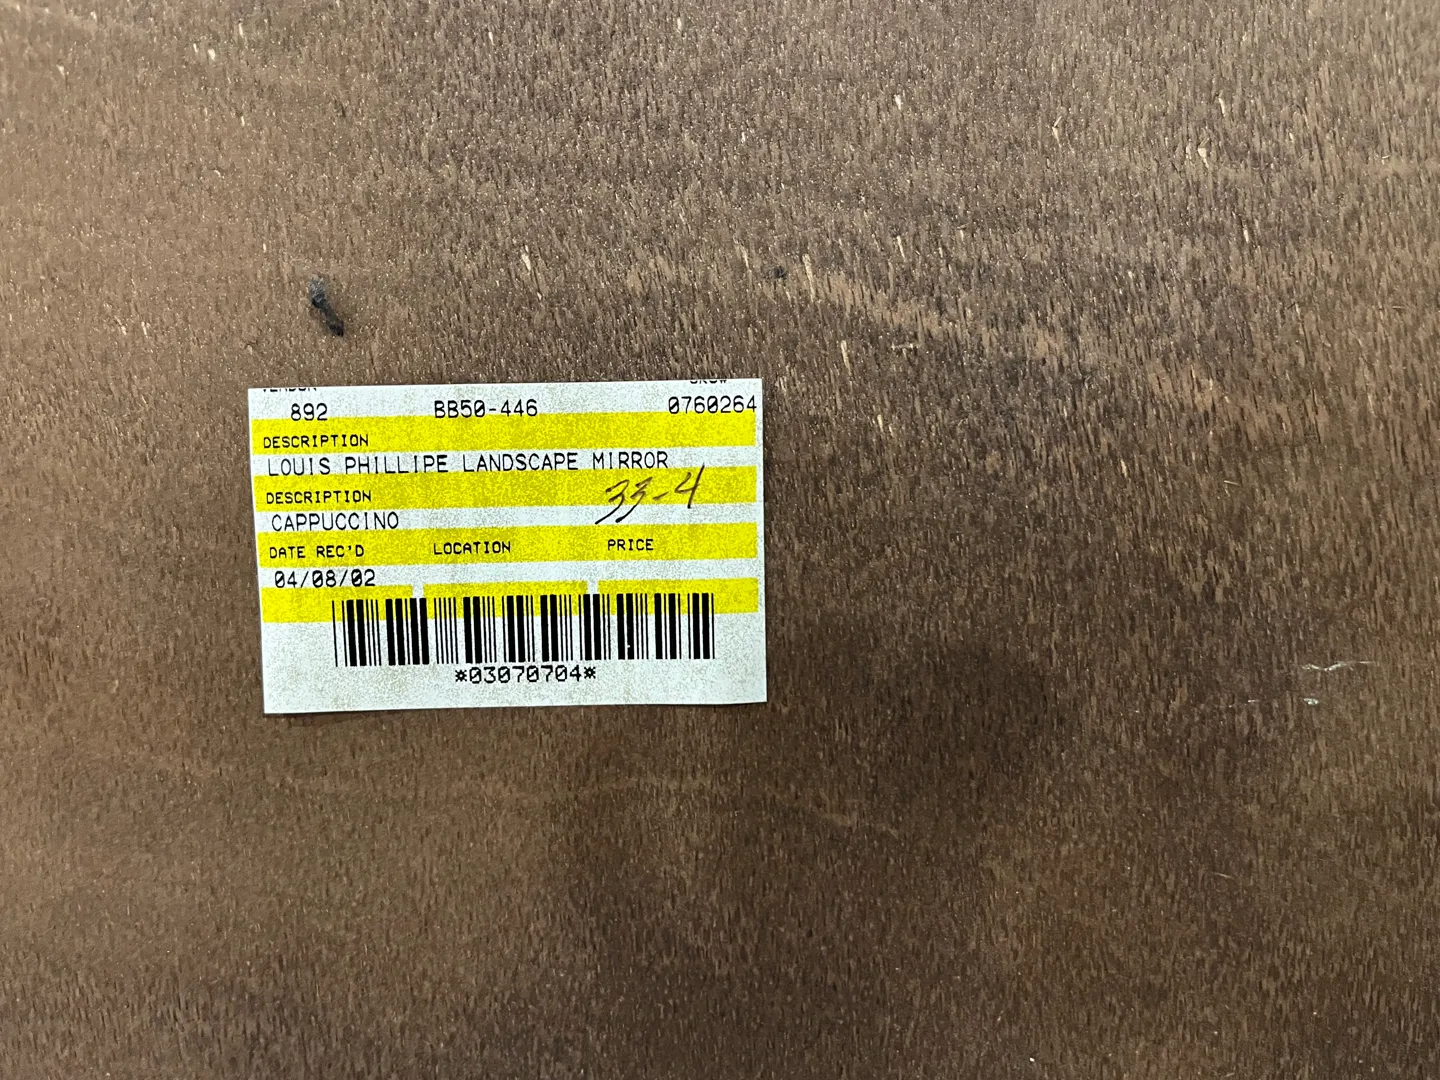 892 BB50-446 0760264
DESCRIPTION
LOUIS PHILLIPE LANDSCAPE MIRROR
DESCRIPTION 33-4
CAPPUCCINO
DATE REC'D LOCATION PRICE
04/08/02
*03070704*